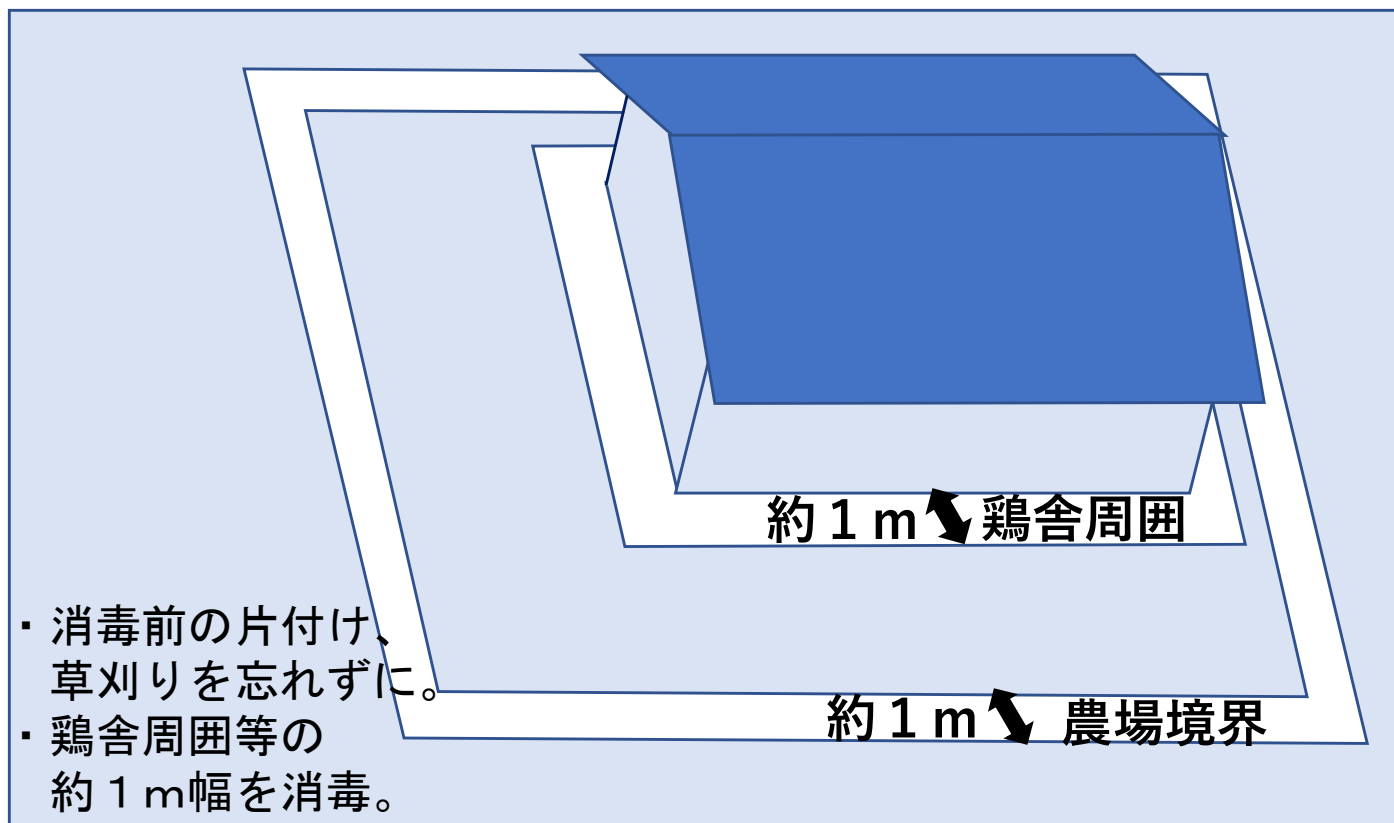 約１ｍ 鶏舎周囲
・消毒前の片付け、
草刈りを忘れずに。
約１ｍ 農場境界
・鶏舎周囲等の
約１ｍ幅を消毒。